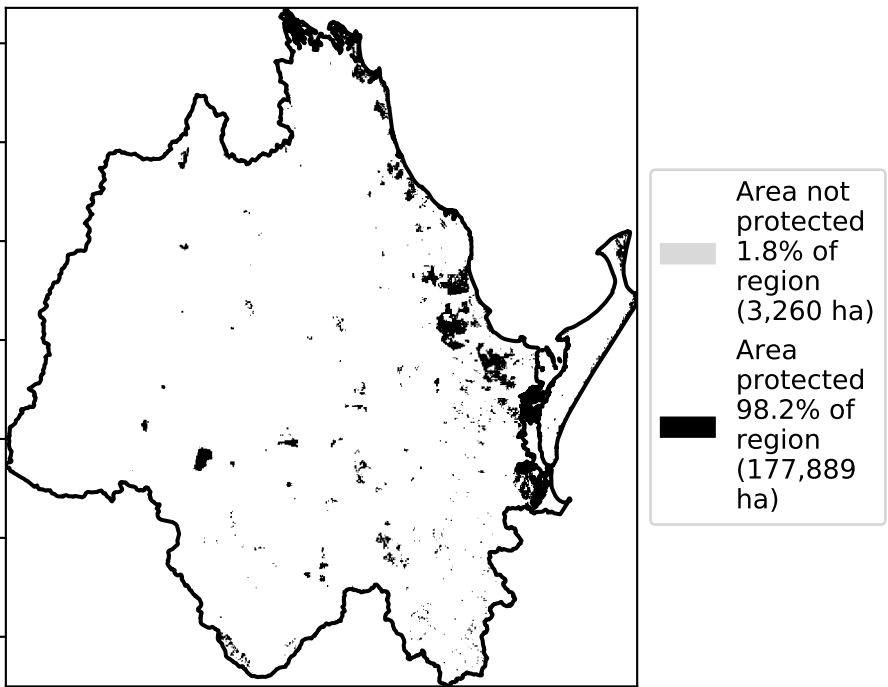 Area not
protected
1.8% of
region
(3,260 ha)
Area
protected
98.2% of
region
(177,889
ha)